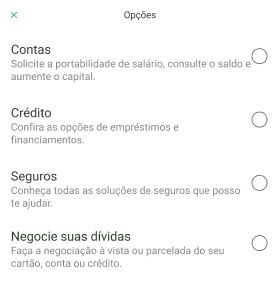 Opções
Contas
Solicite a portabilidade de salário, consulte o saldo e
aumente o capital.
Crédito
Confira as opções de empréstimos e
financiamentos.
Seguros
Conheça todas as soluções de seguros que posso
te ajudar.
Negocie suas dívidas
Faça a negociação à vista ou parcelada do seu
cartão, conta ou crédito.